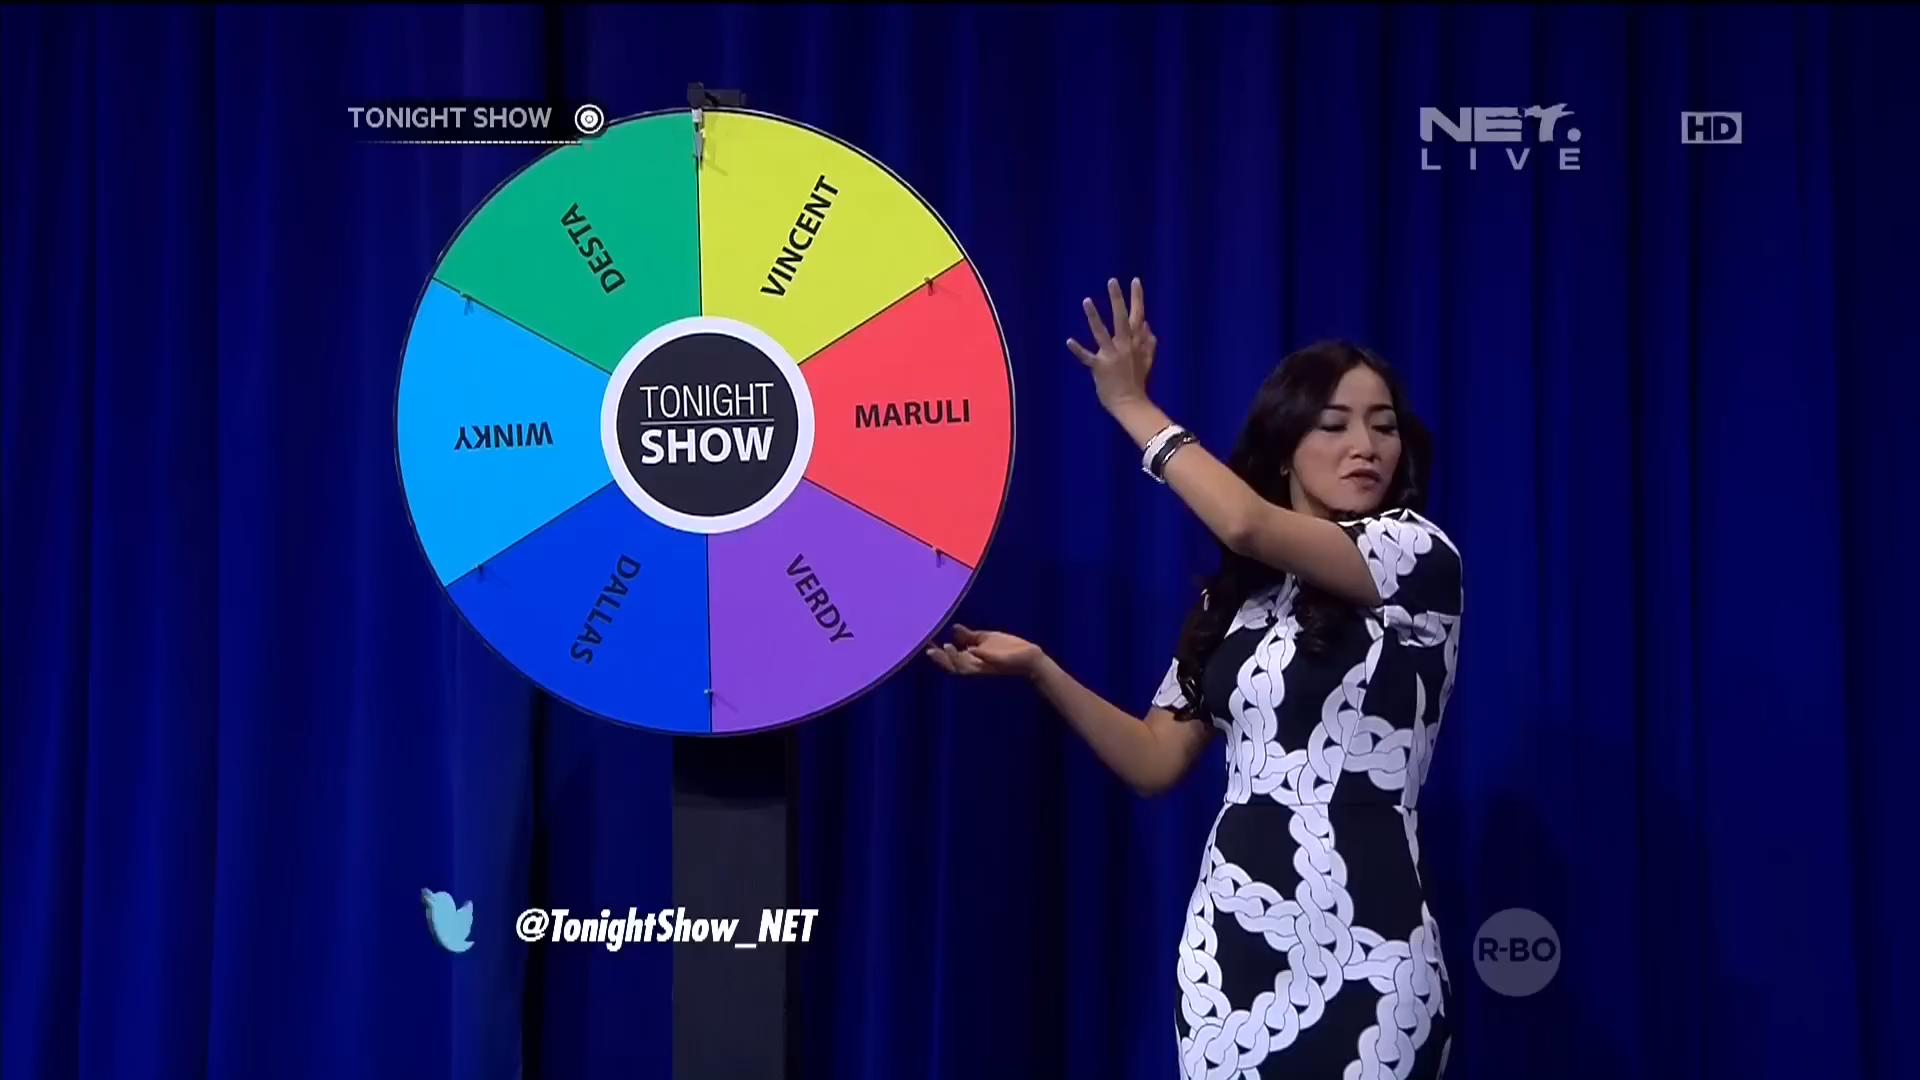 TONIGHT SHOW
NET.
LIVE
HD
DESTA
VINCENT
WINKY
TONIGHT
SHOW
MARULI
DALLAS
VERDY
@TonightShow_NET
R-BO